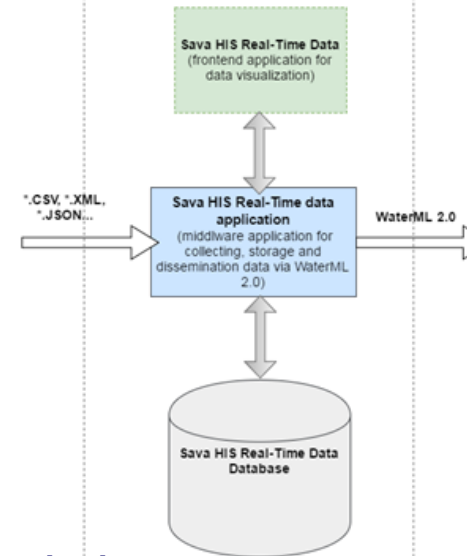 Sava HIS Real-Time Data
(frontend application for
data visualization)
*.CSV, *.XML,
*.JSON...
Sava HIS Real-Time data
application
(middlware application for
collecting, storage and
dissemination data via WaterML
2.0)
WaterML 2.0
Sava HIS Real-Time Data
Database